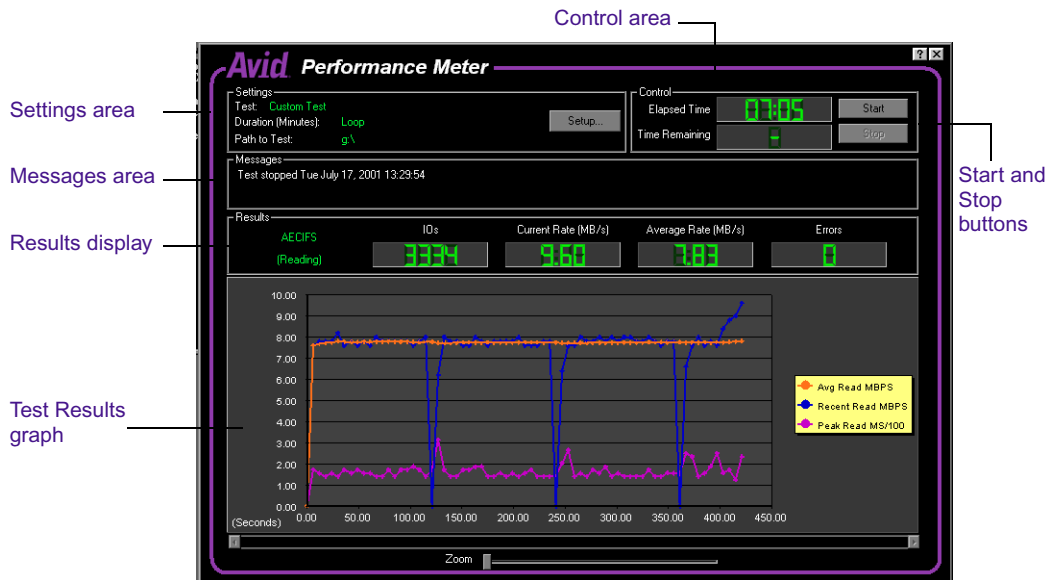 Control area
Avid Performance Meter
? X
Settings area
Settings
Test: Custom Test
Duration (Minutes): Loop
Path to Test: g:\
Setup...
Control
Elapsed Time 07:05 Start
Time Remaining - Stop
Start and
Stop
buttons
Messages area
Messages
Test stopped Tue July 17, 2001 13:29:54
Results display
Results
AECIFS
(Reading)
IOs Current Rate (MB/s) Average Rate (MB/s) Errors
3334 9.60 7.83 0
Test Results
graph
10.00
9.00
8.00
7.00
6.00
5.00
4.00
3.00
2.00
1.00
0.00
(Seconds) 0.00 50.00 100.00 150.00 200.00 250.00 300.00 350.00 400.00 450.00
Avg Read MBPS
Recent Read MBPS
Peak Read MS/100
Zoom